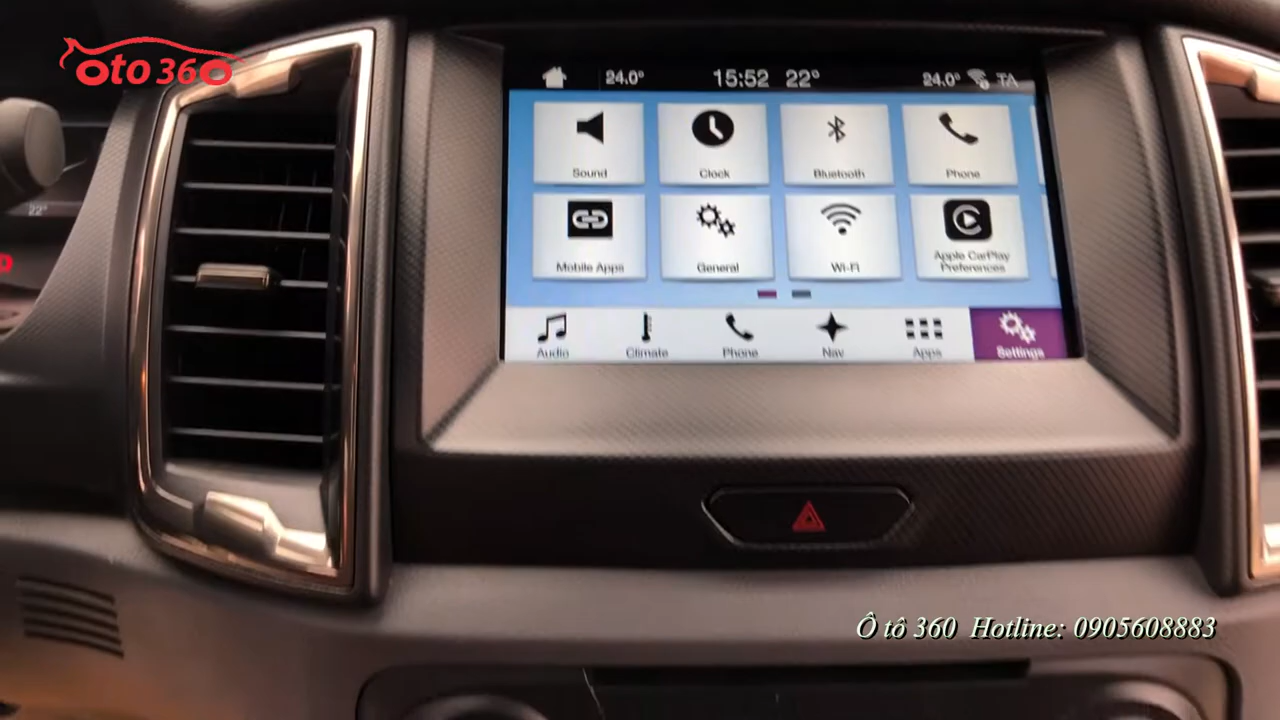 oto 360
24.0° 15:52 22° 24.0° TA
Sound Clock Bluetooth Phone
22°
Mobile Apps General Wi-Fi Apple CarPlay
Preferences
Audio Climate Phone Nav Apps Settings
Ô tô 360 Hotline: 0905608883